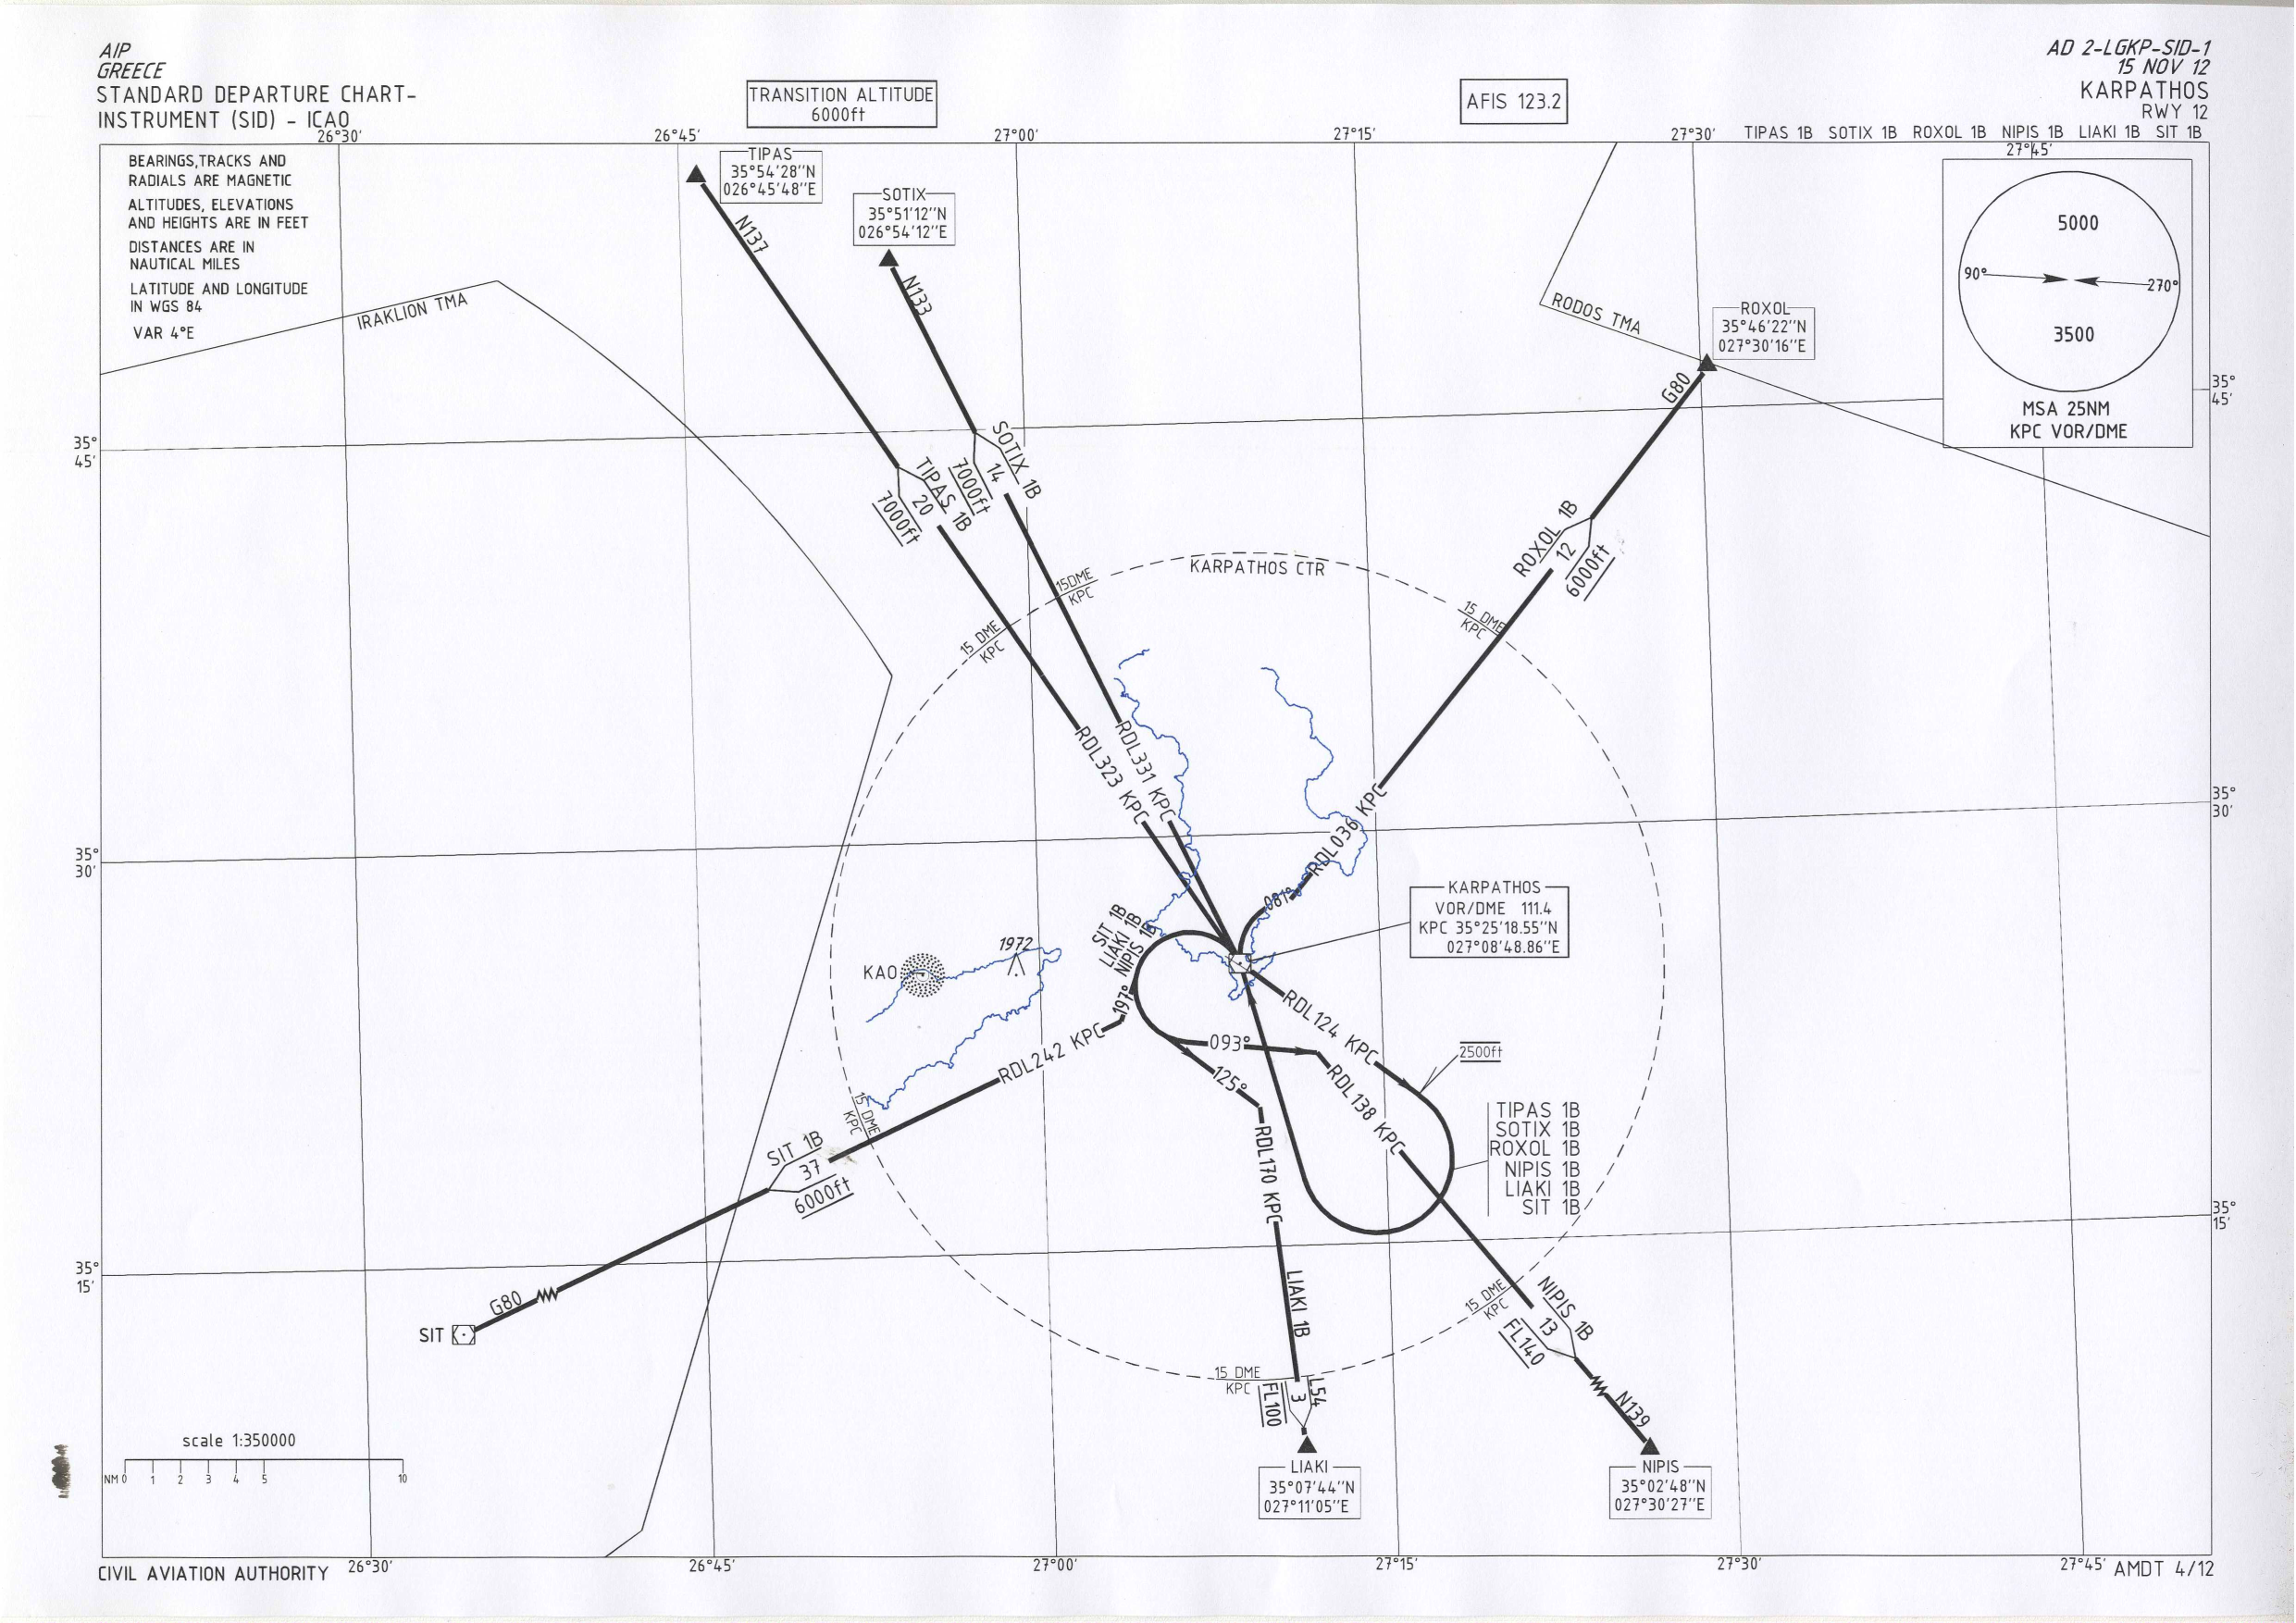 AIP
GREECE
STANDARD DEPARTURE CHART-
INSTRUMENT (SID) - ICAO
TRANSITION ALTITUDE
6000ft
AFIS 123.2
AD 2-LGKP-SID-1
15 NOV 12
KARPATHOS
RWY 12
TIPAS 1B SOTIX 1B ROXOL 1B NIPIS 1B LIAKI 1B SIT 1B
26°30'
26°45'
27°00'
27°15'
27°30'
27°45'
BEARINGS,TRACKS AND
RADIALS ARE MAGNETIC
ALTITUDES, ELEVATIONS
AND HEIGHTS ARE IN FEET
DISTANCES ARE IN
NAUTICAL MILES
LATITUDE AND LONGITUDE
IN WGS 84
VAR 4°E
IRAKLION TMA
TIPAS
35°54'28"N
026°45'48"E
N137
SOTIX
35°51'12"N
026°54'12"E
N133
RODOS TMA
ROXOL
35°46'22"N
027°30'16"E
G80
5000
90°
270°
3500
MSA 25NM
KPC VOR/DME
35°
45'
35°
45'
SOTIX 1B
14
7000ft
TIPAS 1B
20
7000ft
ROXOL 1B
12
6000ft
KARPATHOS CTR
15DME
KPC
15 DME
KPC
15 DME
KPC
RDL331 KPC
RDL323 KPC
RDL036 KPC
081°
35°
30'
35°
30'
KARPATHOS
VOR/DME 111.4
KPC 35°25'18.55"N
027°08'48.86"E
SIT 1B
LIAKI 1B
NIPIS 1B
197°
KAO
1972
RDL242 KPC
093°
125°
RDL124 KPC
2500ft
RDL138 KPC
RDL170 KPC
TIPAS 1B
SOTIX 1B
ROXOL 1B
NIPIS 1B
LIAKI 1B
SIT 1B
15 DME
KPC
SIT 1B
37
6000ft
35°
15'
35°
15'
G80
SIT
LIAKI 1B
15 DME
KPC
NIPIS 1B
13
FL140
N139
15 DME
KPC
FL100
3
L54
LIAKI
35°07'44"N
027°11'05"E
NIPIS
35°02'48"N
027°30'27"E
scale 1:350000
NM 0 1 2 3 4 5 10
26°30'
26°45'
27°00'
27°15'
27°30'
27°45'
CIVIL AVIATION AUTHORITY
AMDT 4/12